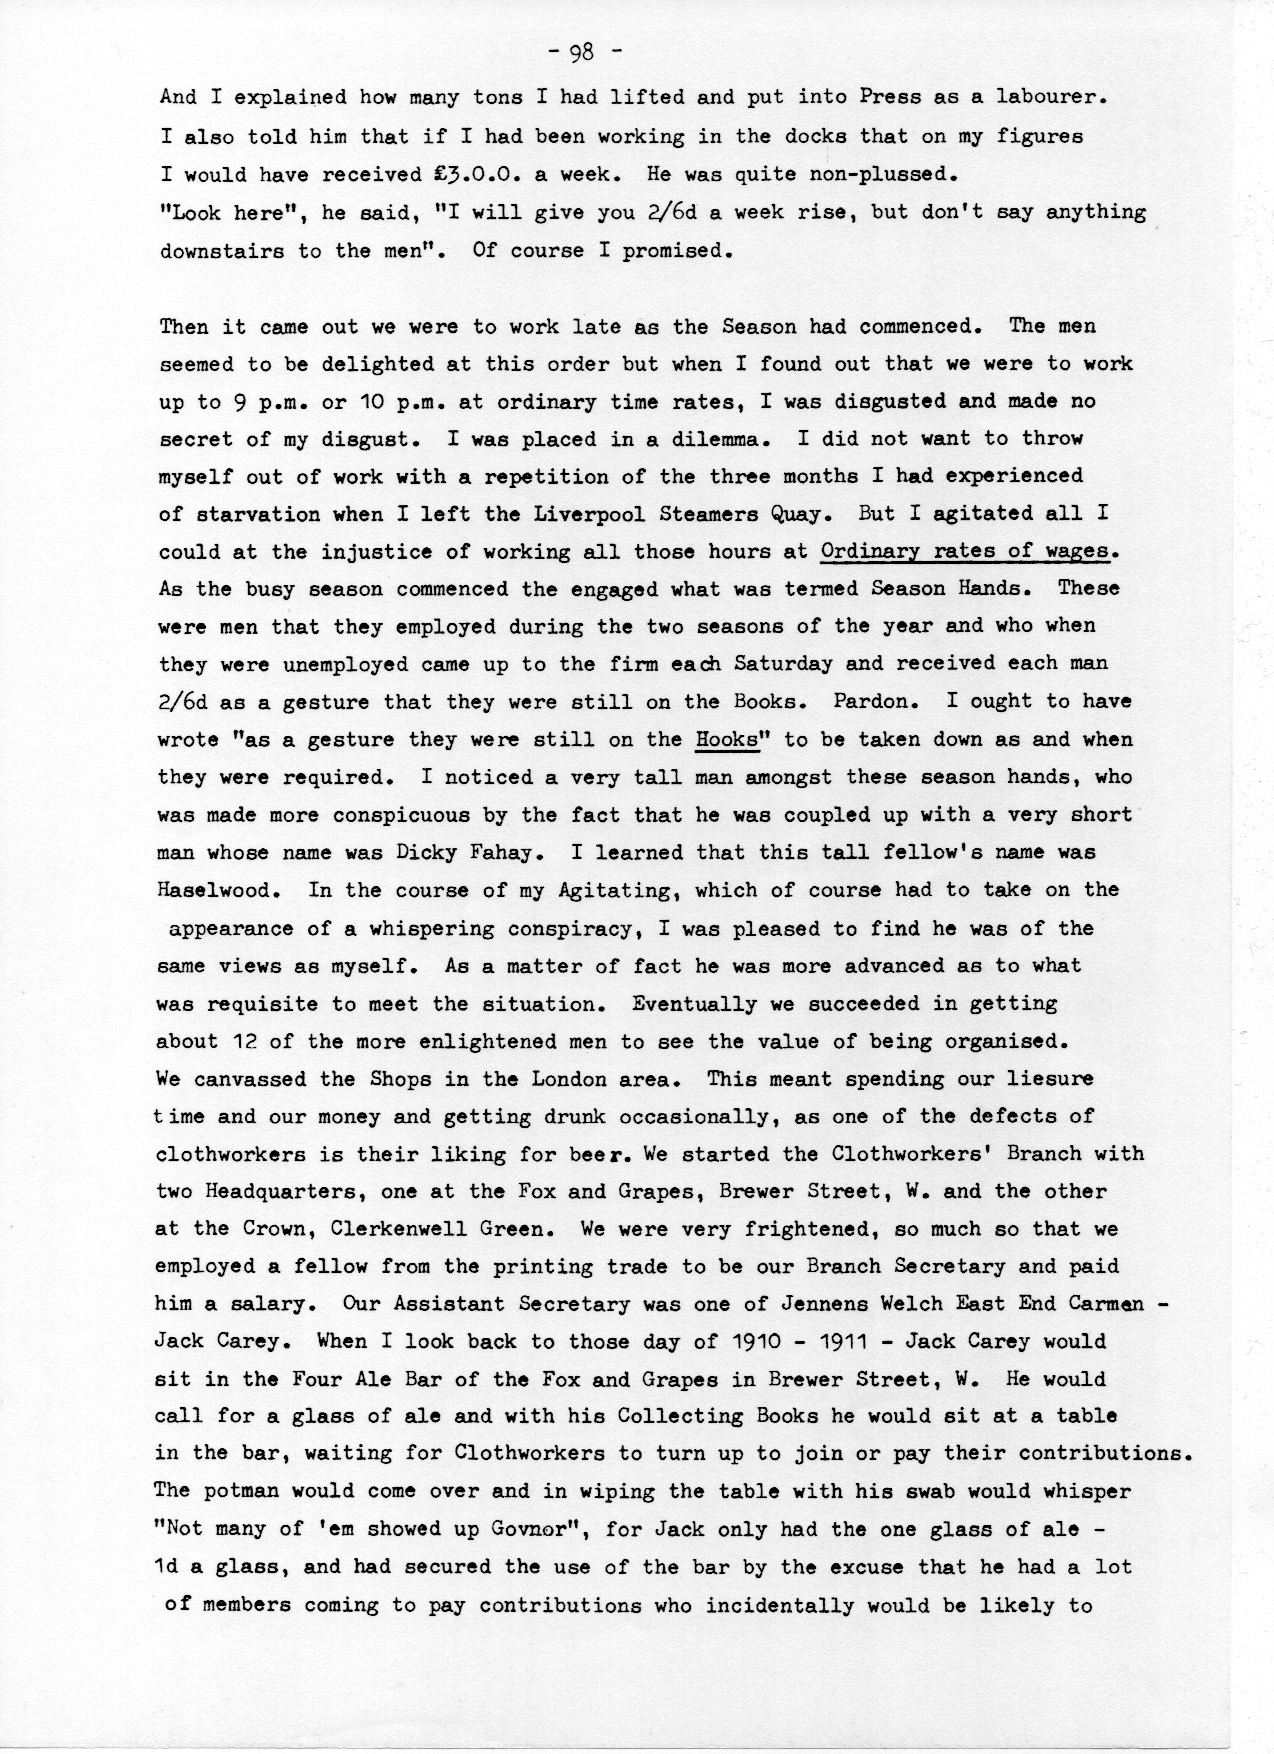 - 98 -
And I explained how many tons I had lifted and put into Press as a labourer.
I also told him that if I had been working in the docks that on my figures
I would have received £3.0.0. a week. He was quite non-plussed.
"Look here", he said, "I will give you 2/6d a week rise, but don't say anything
downstairs to the men". Of course I promised.
Then it came out we were to work late as the Season had commenced. The men
seemed to be delighted at this order but when I found out that we were to work
up to 9 p.m. or 10 p.m. at ordinary time rates, I was disgusted and made no
secret of my disgust. I was placed in a dilemma. I did not want to throw
myself out of work with a repetition of the three months I had experienced
of starvation when I left the Liverpool Steamers Quay. But I agitated all I
could at the injustice of working all those hours at Ordinary rates of wages.
As the busy season commenced the engaged what was termed Season Hands. These
were men that they employed during the two seasons of the year and who when
they were unemployed came up to the firm each Saturday and received each man
2/6d as a gesture that they were still on the Books. Pardon. I ought to have
wrote "as a gesture they were still on the Hooks" to be taken down as and when
they were required. I noticed a very tall man amongst these season hands, who
was made more conspicuous by the fact that he was coupled up with a very short
man whose name was Dicky Fahay. I learned that this tall fellow's name was
Haselwood. In the course of my Agitating, which of course had to take on the
appearance of a whispering conspiracy, I was pleased to find he was of the
same views as myself. As a matter of fact he was more advanced as to what
was requisite to meet the situation. Eventually we succeeded in getting
about 12 of the more enlightened men to see the value of being organised.
We canvassed the Shops in the London area. This meant spending our liesure
time and our money and getting drunk occasionally, as one of the defects of
clothworkers is their liking for beer. We started the Clothworkers' Branch with
two Headquarters, one at the Fox and Grapes, Brewer Street, W. and the other
at the Crown, Clerkenwell Green. We were very frightened, so much so that we
employed a fellow from the printing trade to be our Branch Secretary and paid
him a salary. Our Assistant Secretary was one of Jennens Welch East End Carmen -
Jack Carey. When I look back to those day of 1910 - 1911 - Jack Carey would
sit in the Four Ale Bar of the Fox and Grapes in Brewer Street, W. He would
call for a glass of ale and with his Collecting Books he would sit at a table
in the bar, waiting for Clothworkers to turn up to join or pay their contributions.
The potman would come over and in wiping the table with his swab would whisper
"Not many of 'em showed up Govnor", for Jack only had the one glass of ale -
1d a glass, and had secured the use of the bar by the excuse that he had a lot
of members coming to pay contributions who incidentally would be likely to